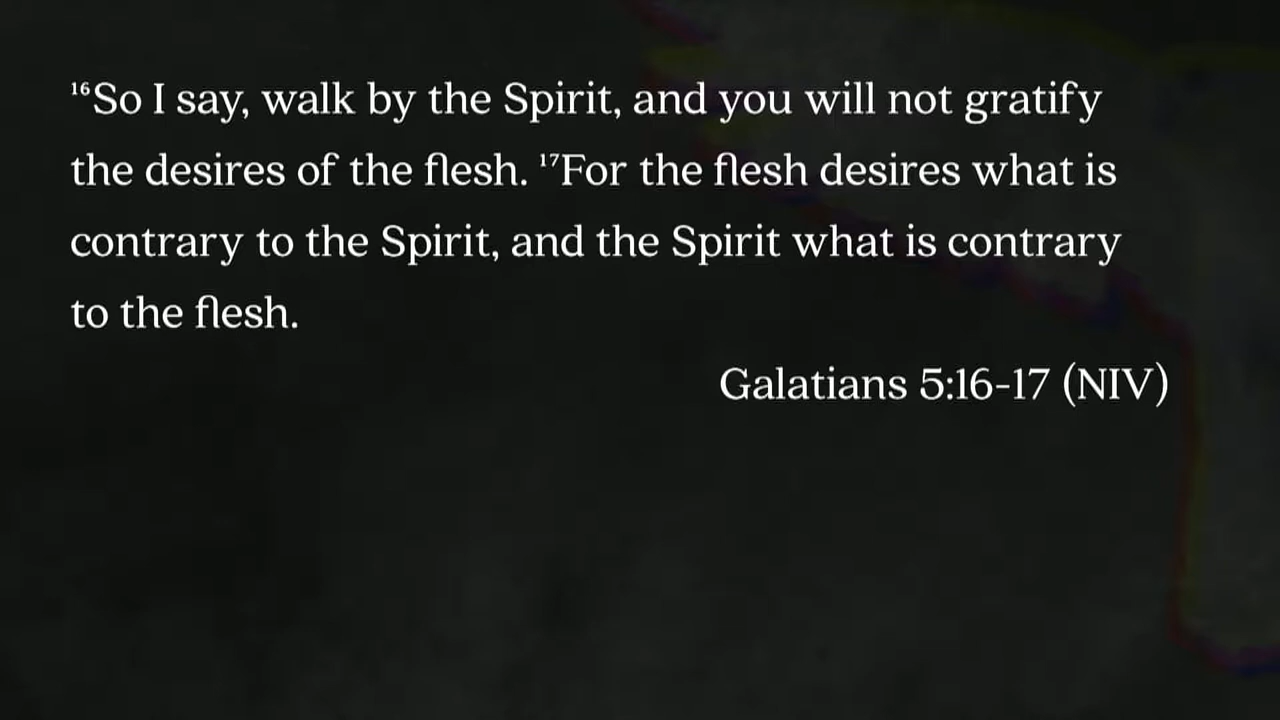 ¹⁶So I say, walk by the Spirit, and you will not gratify
the desires of the flesh. ¹⁷For the flesh desires what is
contrary to the Spirit, and the Spirit what is contrary
to the flesh.
Galatians 5:16-17 (NIV)